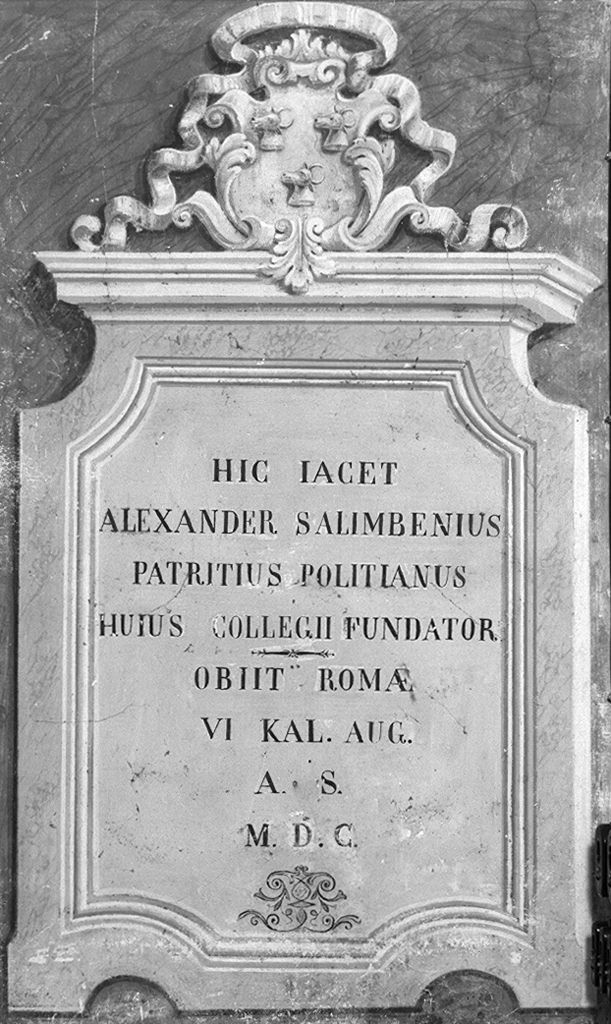 HIC IACET
ALEXANDER SALIMBENIUS
PATRITIUS POLITIANUS
HUIUS COLLEGII FUNDATOR
OBIIT ROMÆ
VI KAL. AUG.
A. S.
M. D. C.